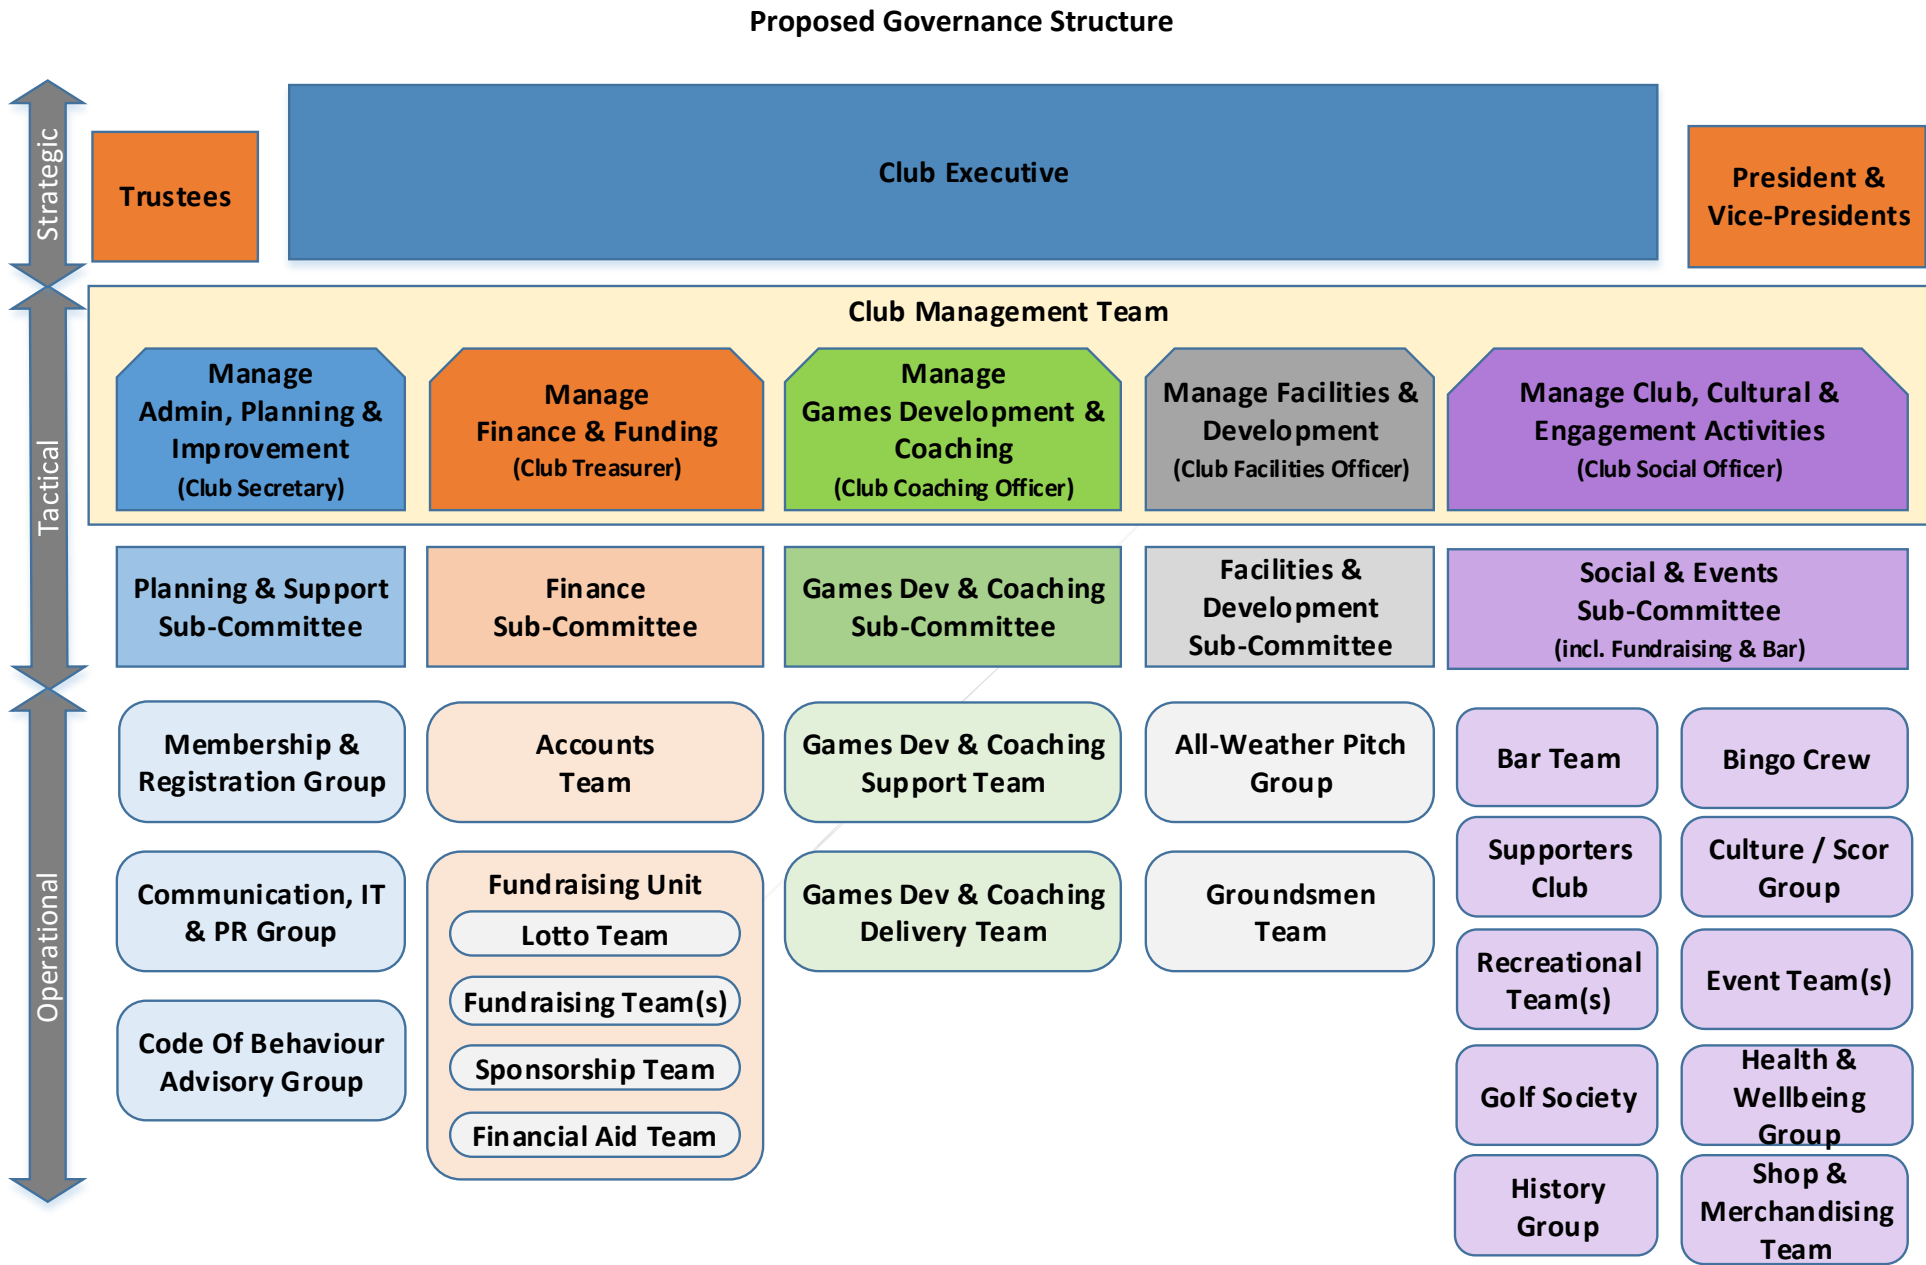 Proposed Governance Structure
Strategic
Trustees
Club Executive
President &
Vice-Presidents
Tactical
Club Management Team
Manage
Admin, Planning &
Improvement
(Club Secretary)
Manage
Finance & Funding
(Club Treasurer)
Manage
Games Development &
Coaching
(Club Coaching Officer)
Manage Facilities &
Development
(Club Facilities Officer)
Manage Club, Cultural &
Engagement Activities
(Club Social Officer)
Planning & Support
Sub-Committee
Finance
Sub-Committee
Games Dev & Coaching
Sub-Committee
Facilities &
Development
Sub-Committee
Social & Events
Sub-Committee
(incl. Fundraising & Bar)
Operational
Membership &
Registration Group
Communication, IT
& PR Group
Code Of Behaviour
Advisory Group
Accounts
Team
Fundraising Unit
Lotto Team
Fundraising Team(s)
Sponsorship Team
Financial Aid Team
Games Dev & Coaching
Support Team
Games Dev & Coaching
Delivery Team
All-Weather Pitch
Group
Groundsmen
Team
Bar Team
Bingo Crew
Supporters
Club
Culture / Scor
Group
Recreational
Team(s)
Event Team(s)
Golf Society
Health &
Wellbeing
Group
History
Group
Shop &
Merchandising
Team